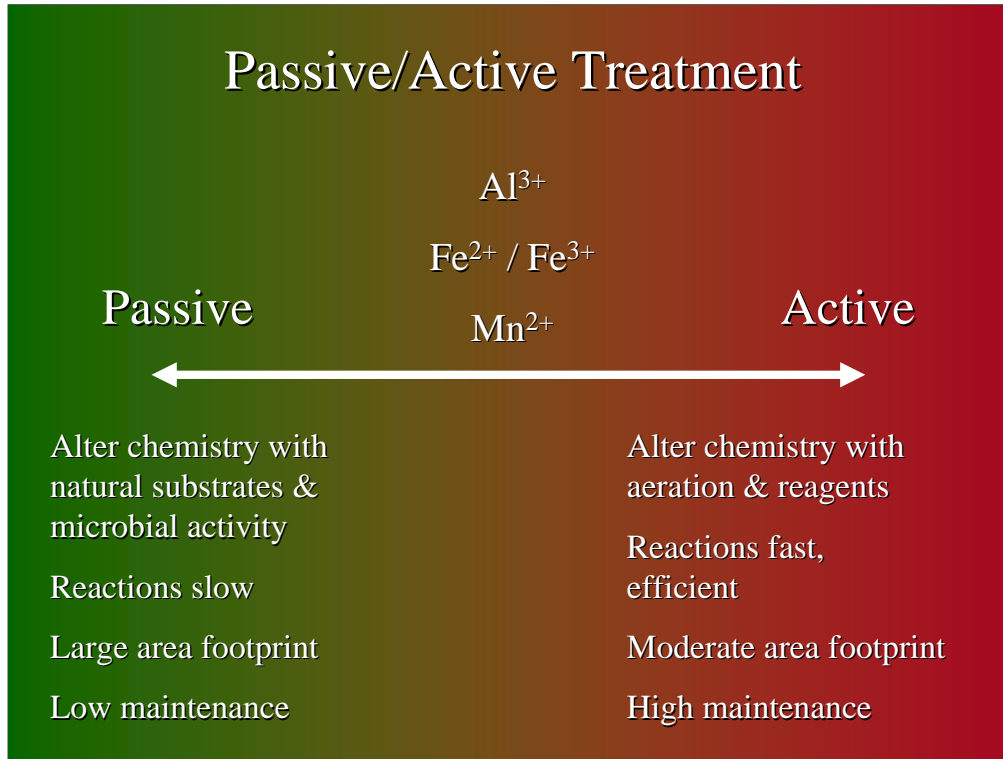 Passive/Active Treatment
Al³⁺
Fe²⁺ / Fe³⁺
Mn²⁺
Passive
Active
Alter chemistry with
natural substrates &
microbial activity
Reactions slow
Large area footprint
Low maintenance
Alter chemistry with
aeration & reagents
Reactions fast,
efficient
Moderate area footprint
High maintenance